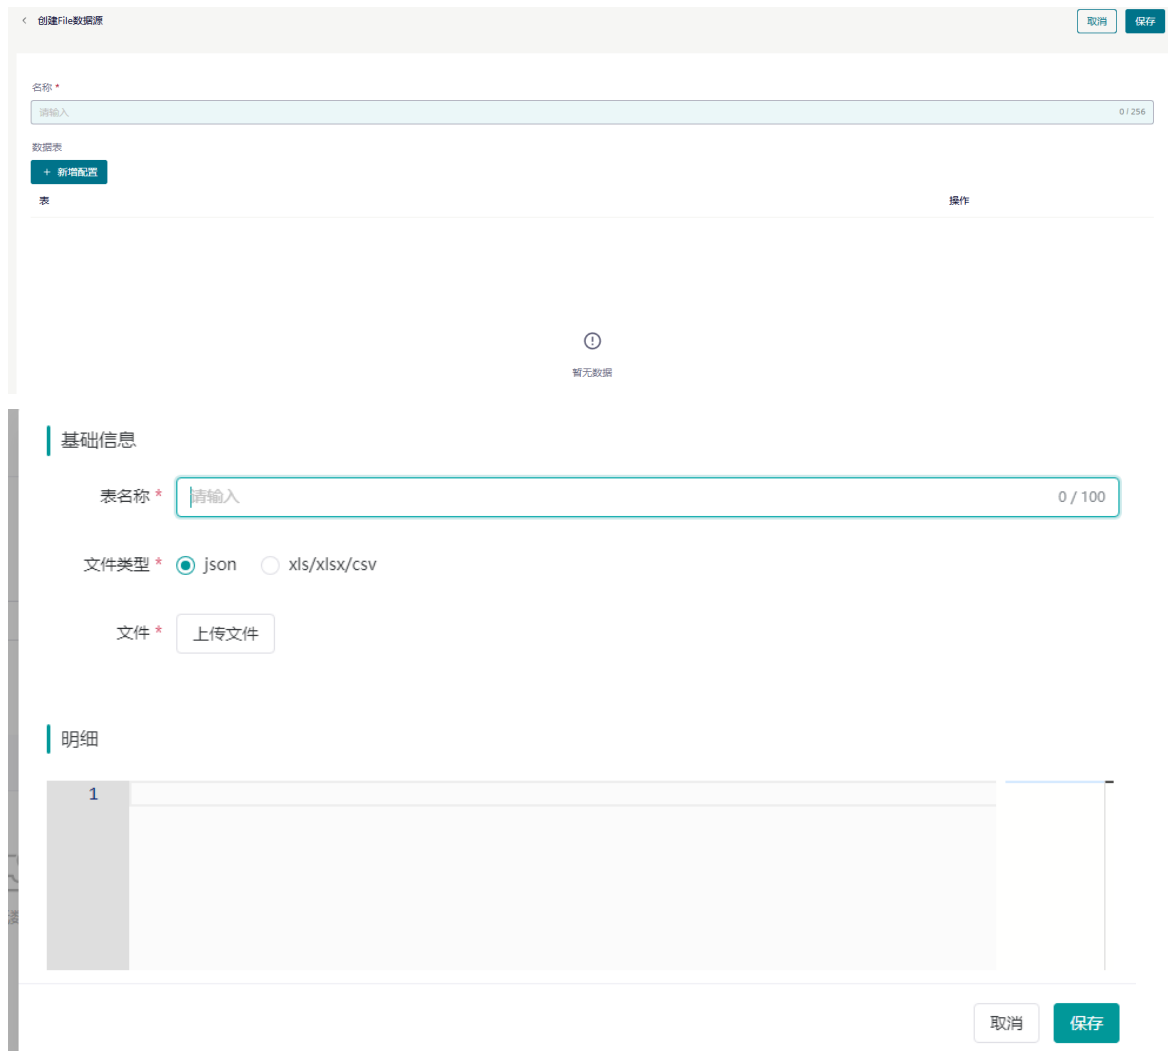 创建File数据源
取消 保存
名称 *
请输入 0 / 256
数据表
+ 新增配置
表 操作
暂无数据
基础信息
表名称 * 请输入 0 / 100
文件类型 * json xls/xlsx/csv
文件 * 上传文件
明细
1
取消 保存